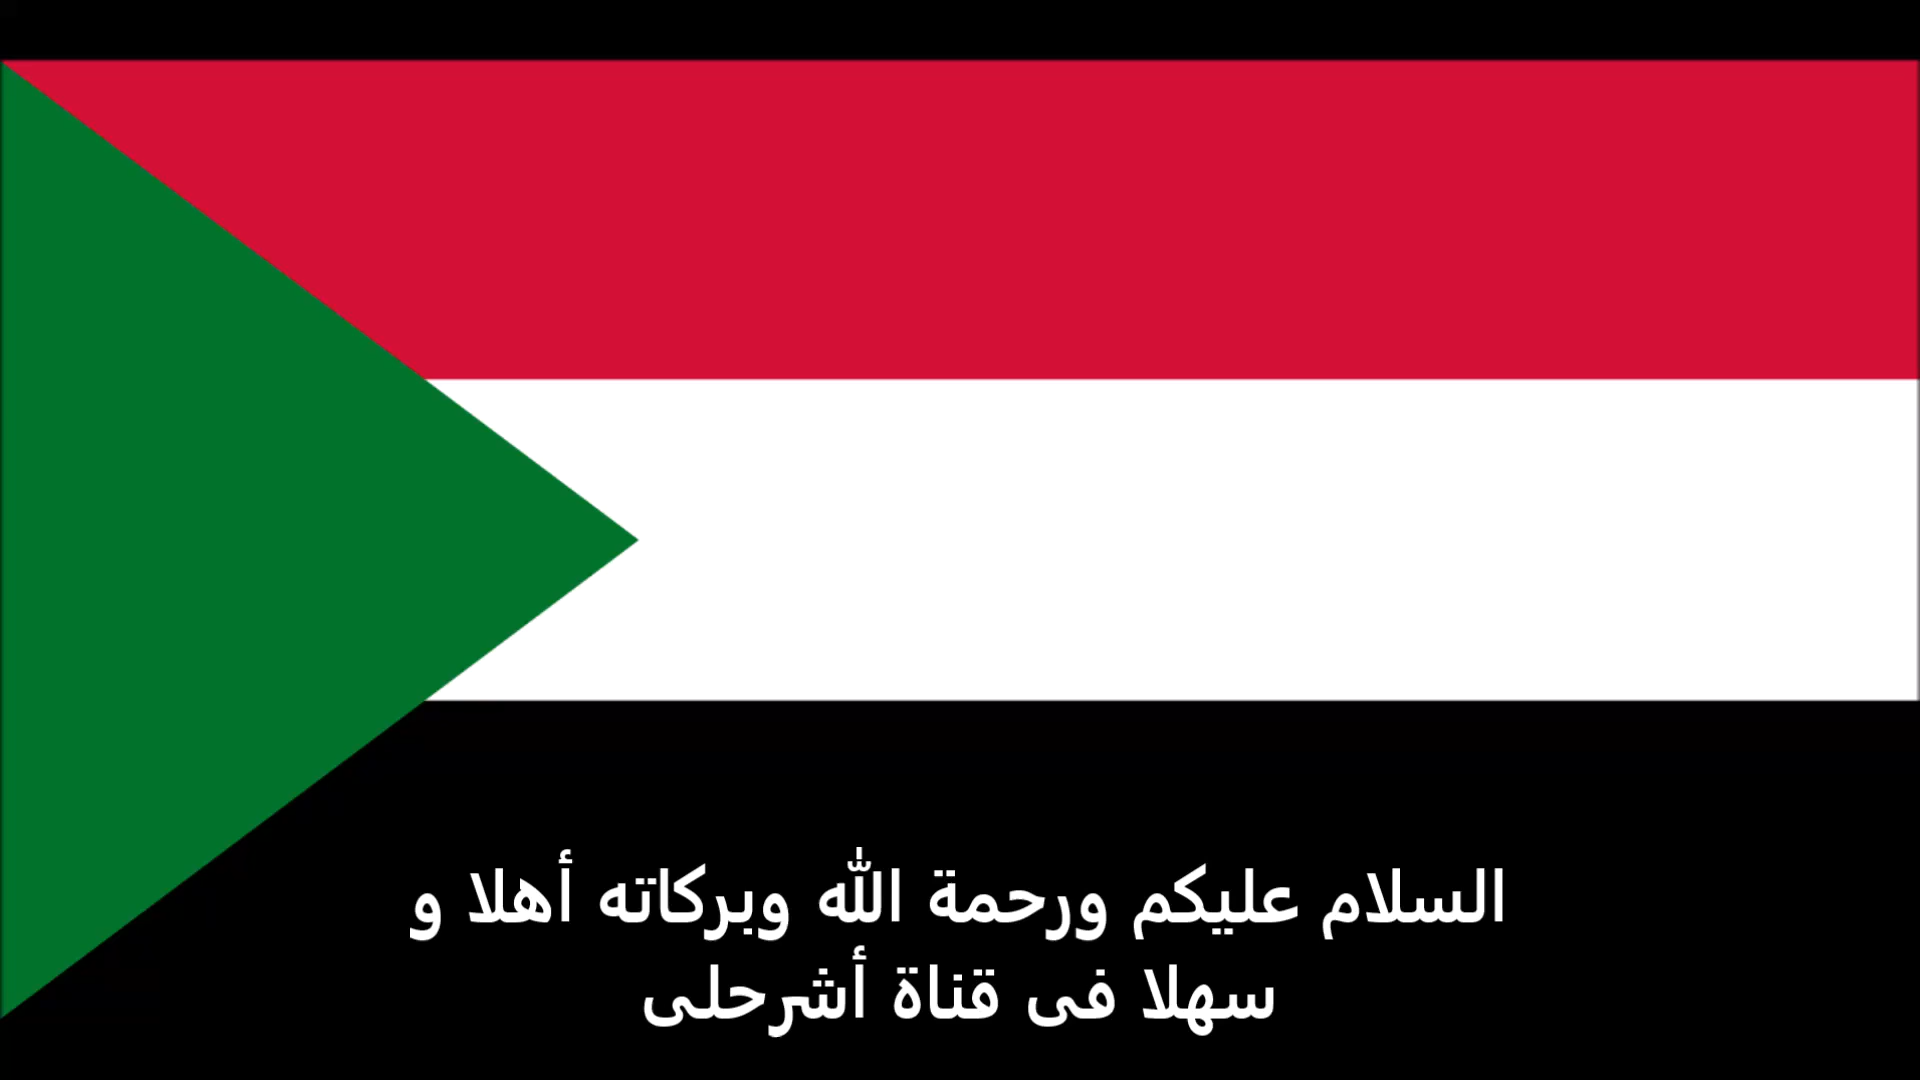 السلام عليكم ورحمة الله وبركاته أهلا و
سهلا فى قناة أشرحلى